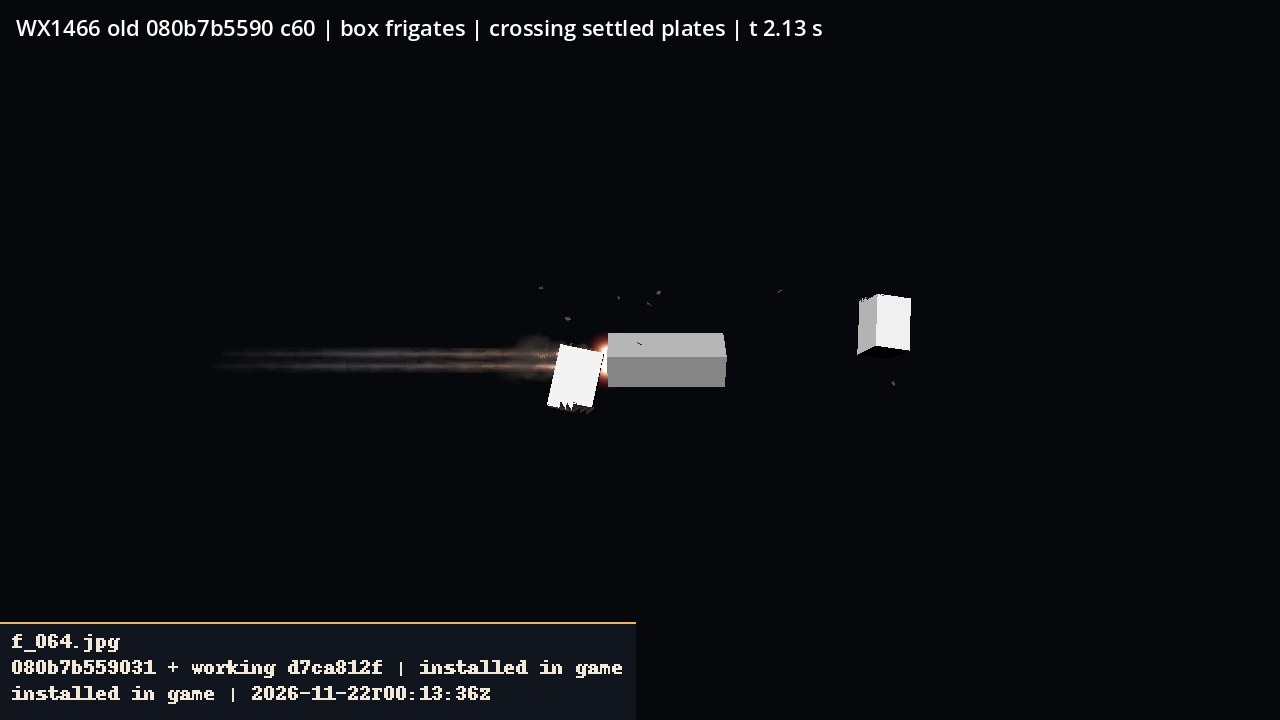 WX1466 old 080b7b5590 c60 | box frigates | crossing settled plates | t 2.13 s
f_064.jpg
080b7b559031 + working d7ca812f | installed in game
installed in game | 2026-11-22T00:13:36Z